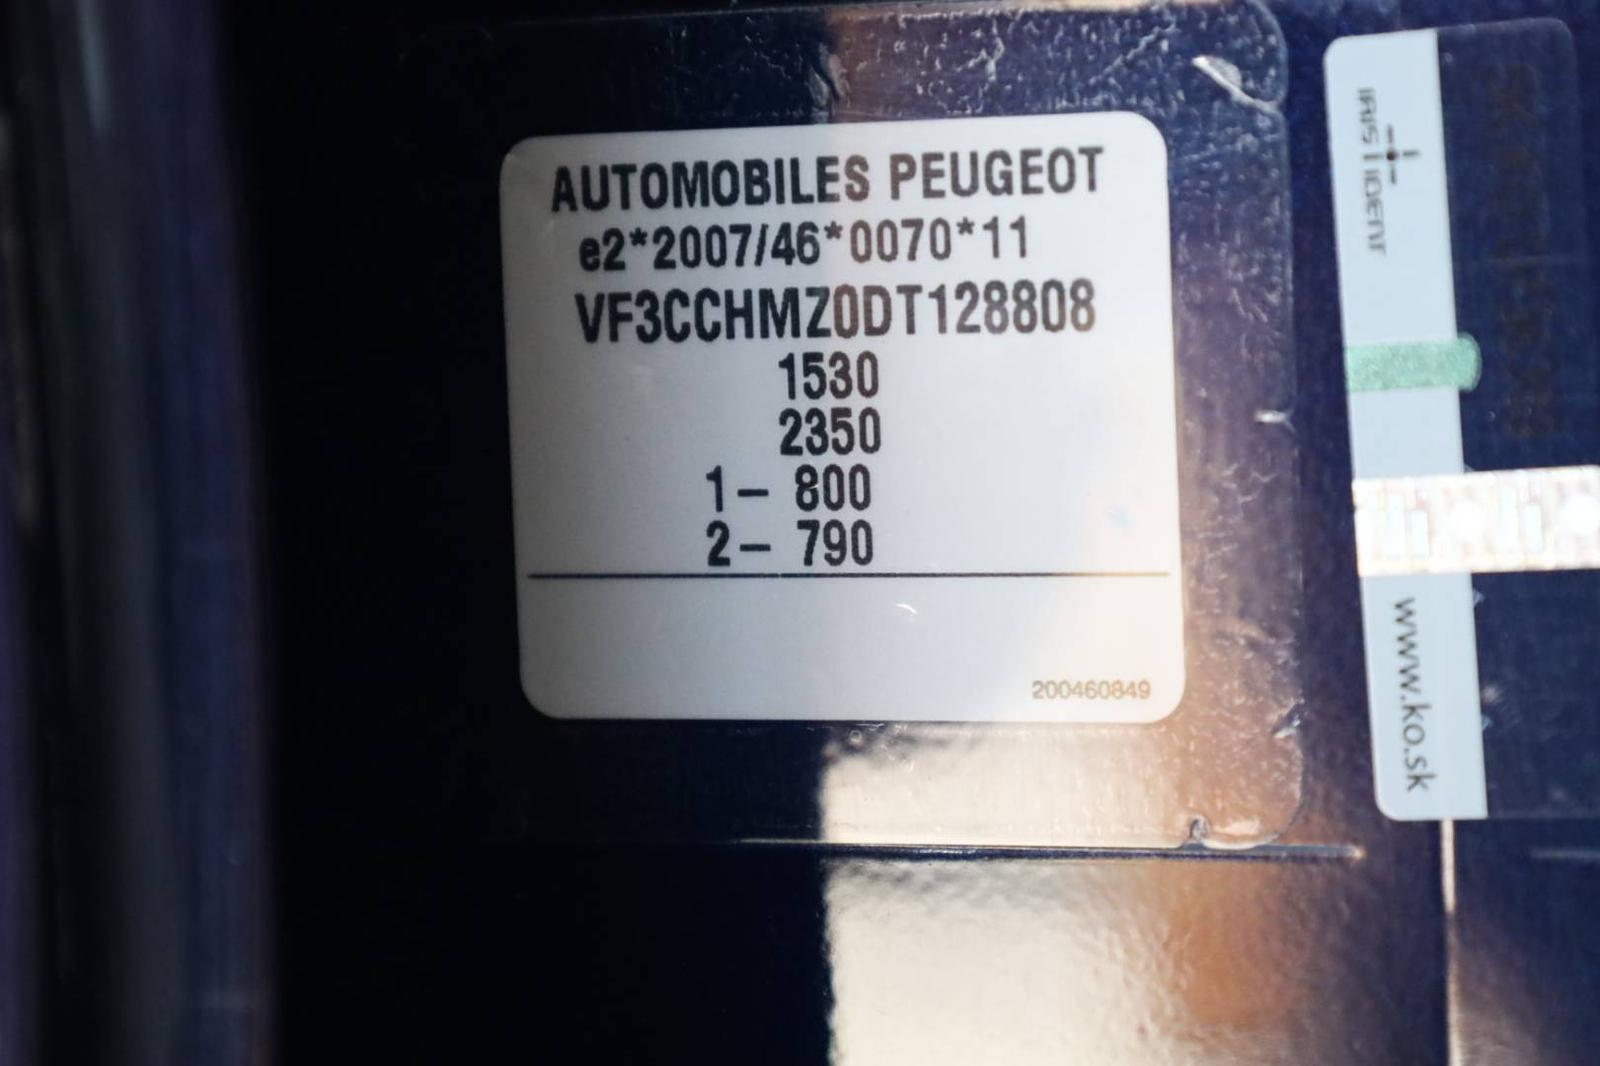 AUTOMOBILES PEUGEOT
e2*2007/46*0070*11
VF3CCHMZ0DT128808
1530
2350
1– 800
2– 790
200460849
www.ko.sk